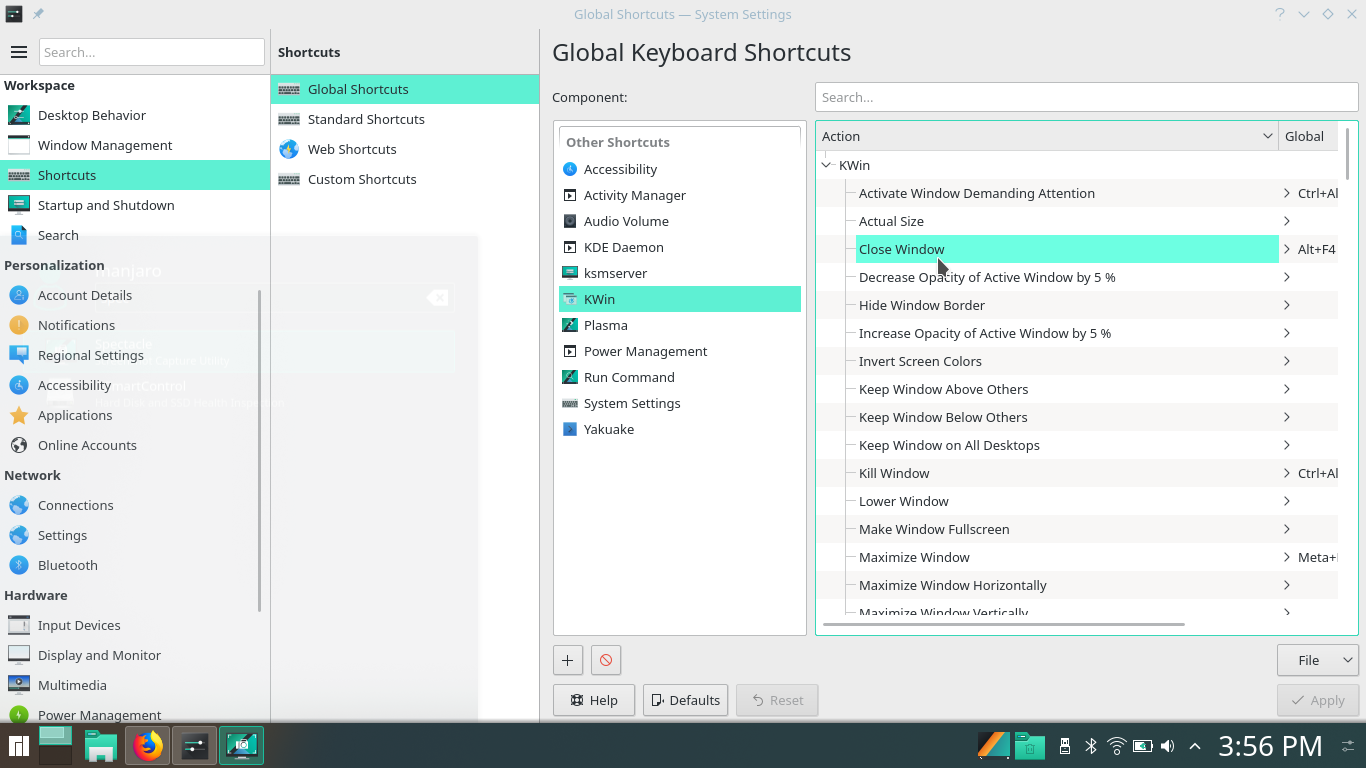 Global Shortcuts — System Settings
Search...
Workspace
Desktop Behavior
Window Management
Shortcuts
Startup and Shutdown
Search
Personalization
Account Details
Notifications
Regional Settings
Accessibility
Applications
Online Accounts
Network
Connections
Settings
Bluetooth
Hardware
Input Devices
Display and Monitor
Multimedia
Power Management
manjaro
Spectacle
Capture Utility
Shortcuts
Global Shortcuts
Standard Shortcuts
Web Shortcuts
Custom Shortcuts
Global Keyboard Shortcuts
Component:
Search...
Other Shortcuts
Accessibility
Activity Manager
Audio Volume
KDE Daemon
ksmserver
KWin
Plasma
Power Management
Run Command
System Settings
Yakuake
Action Global
KWin
Activate Window Demanding Attention Ctrl+Al
Actual Size
Close Window Alt+F4
Decrease Opacity of Active Window by 5 %
Hide Window Border
Increase Opacity of Active Window by 5 %
Invert Screen Colors
Keep Window Above Others
Keep Window Below Others
Keep Window on All Desktops
Kill Window Ctrl+Al
Lower Window
Make Window Fullscreen
Maximize Window Meta+
Maximize Window Horizontally
Maximize Window Vertically
File
Help Defaults Reset Apply
3:56 PM